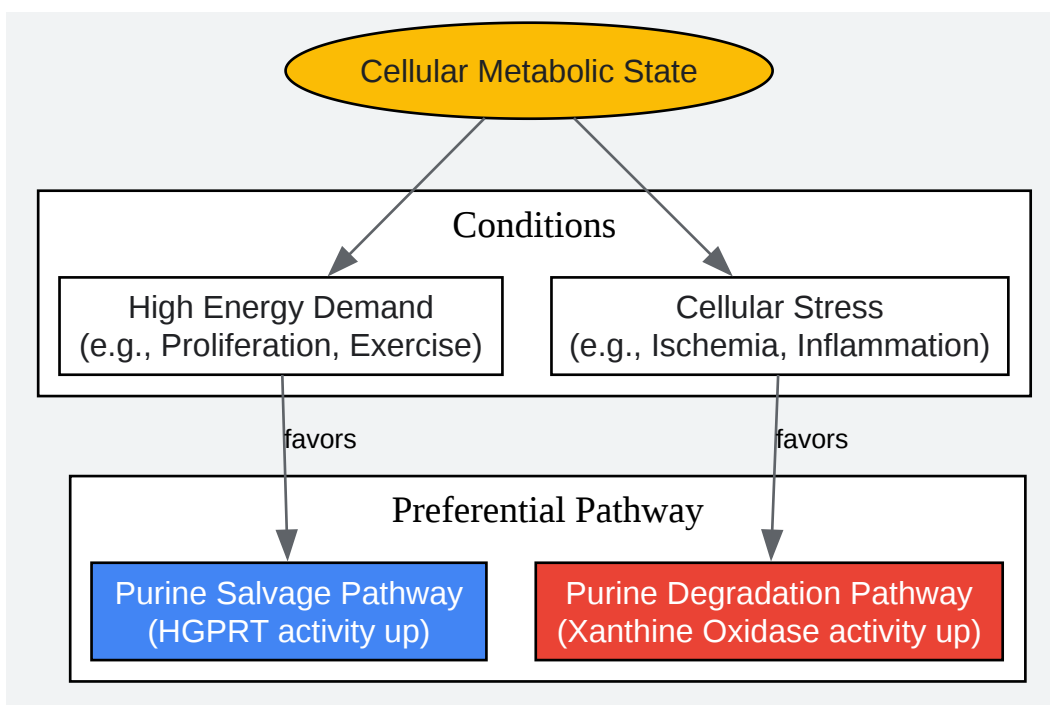 Cellular Metabolic State
Conditions
High Energy Demand
(e.g., Proliferation, Exercise)
Cellular Stress
(e.g., Ischemia, Inflammation)
favors
favors
Preferential Pathway
Purine Salvage Pathway
(HGPRT activity up)
Purine Degradation Pathway
(Xanthine Oxidase activity up)